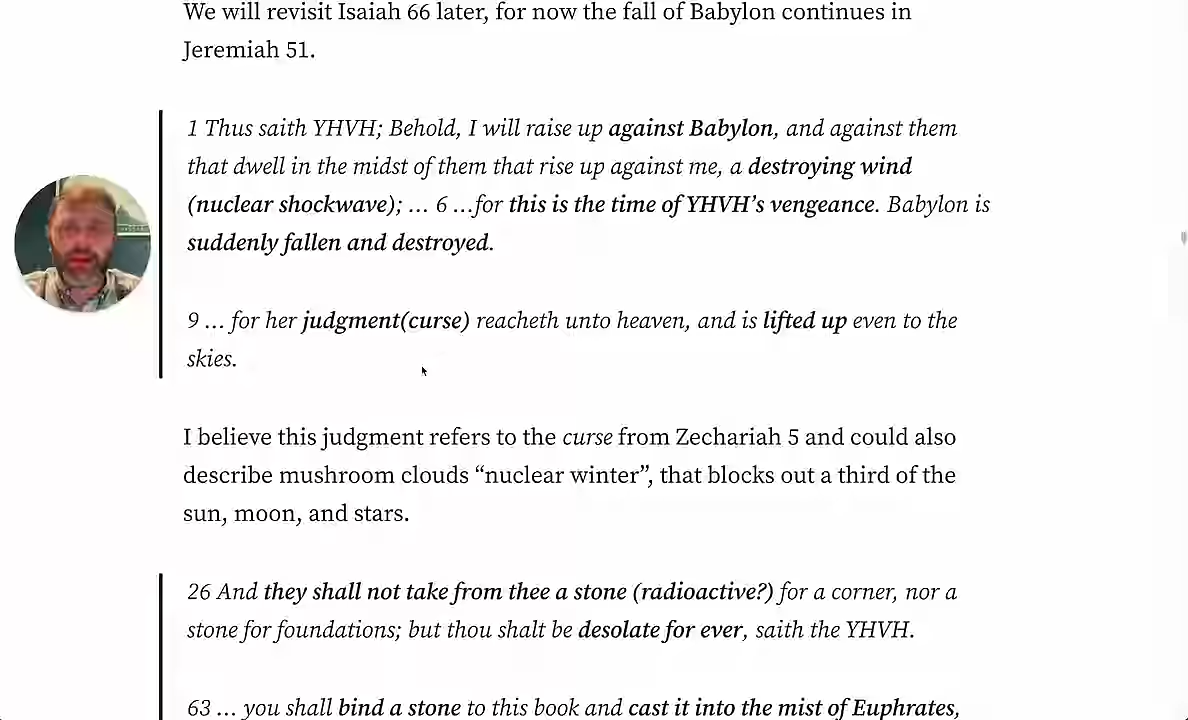 We will revisit Isaiah 66 later, for now the fall of Babylon continues in
Jeremiah 51.
1 Thus saith YHVH; Behold, I will raise up against Babylon, and against them
that dwell in the midst of them that rise up against me, a destroying wind
(nuclear shockwave); … 6 …for this is the time of YHVH’s vengeance. Babylon is
suddenly fallen and destroyed.
9 … for her judgment(curse) reacheth unto heaven, and is lifted up even to the
skies.
I believe this judgment refers to the curse from Zechariah 5 and could also
describe mushroom clouds “nuclear winter”, that blocks out a third of the
sun, moon, and stars.
26 And they shall not take from thee a stone (radioactive?) for a corner, nor a
stone for foundations; but thou shalt be desolate for ever, saith the YHVH.
63 … you shall bind a stone to this book and cast it into the mist of Euphrates,